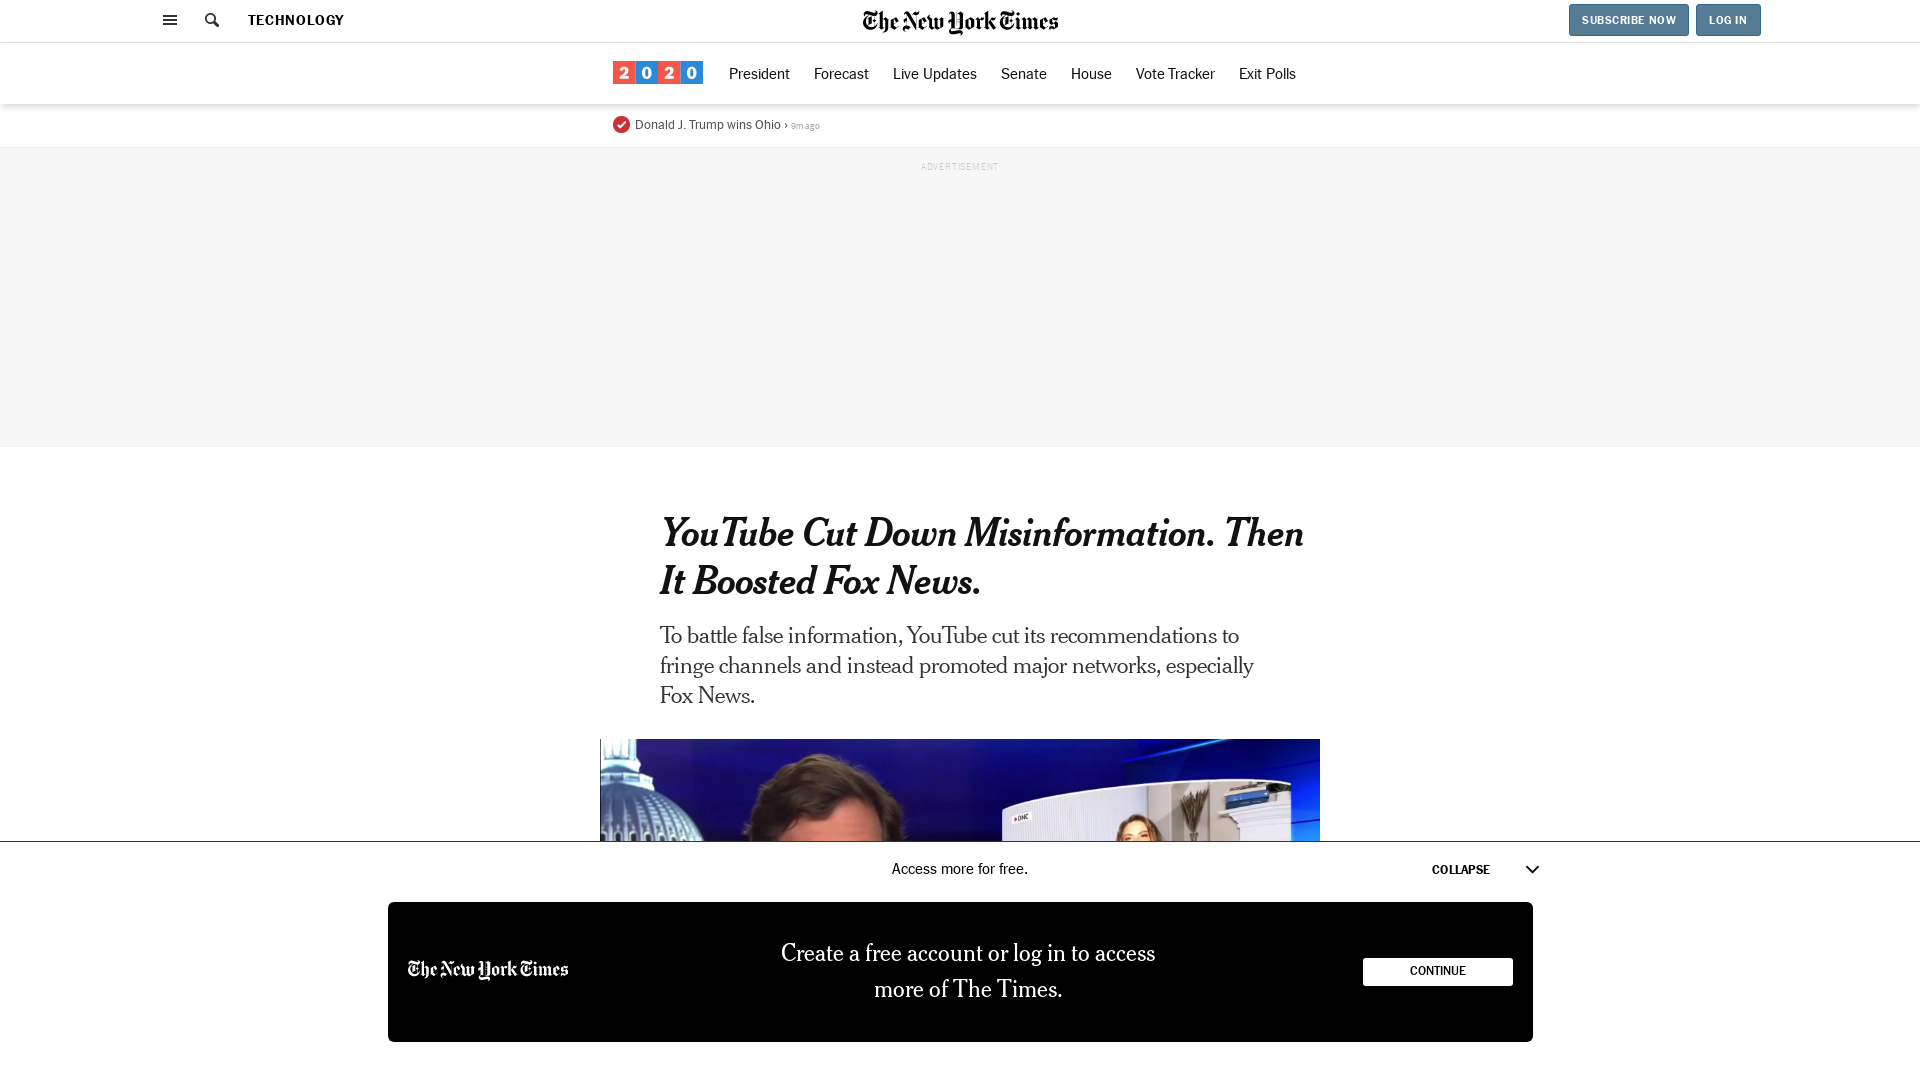 TECHNOLOGY
The New York Times
SUBSCRIBE NOW
LOG IN
2020
President
Forecast
Live Updates
Senate
House
Vote Tracker
Exit Polls
Donald J. Trump wins Ohio › 9m ago
ADVERTISEMENT
YouTube Cut Down Misinformation. Then
It Boosted Fox News.
To battle false information, YouTube cut its recommendations to
fringe channels and instead promoted major networks, especially
Fox News.
DNC
Access more for free.
COLLAPSE
The New York Times
Create a free account or log in to access
more of The Times.
CONTINUE